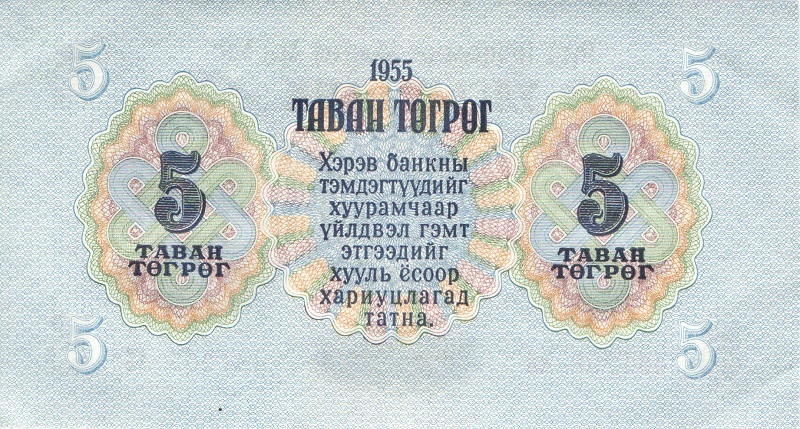 5 5
1955
ТАВАН ТӨГРӨГ
Хэрэв банкны
тэмдэгтүүдийг
хуурамчаар
үйлдвэл гэмт
этгээдийг
хууль ёсоор
хариуцлагад
татна.
5
ТАВАН
ТӨГРӨГ
5
ТАВАН
ТӨГРӨГ
5 5